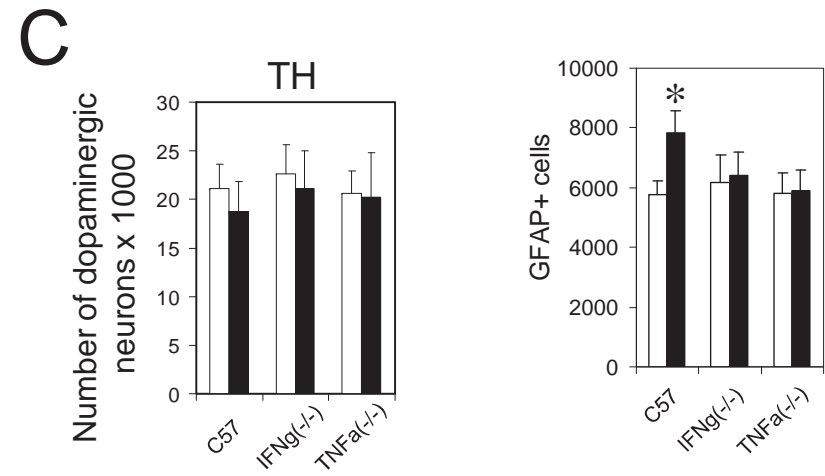 C
TH
Number of dopaminergic
neurons x 1000
30
25
20
15
10
5
0
C57
IFNg(-/-)
TNFa(-/-)
GFAP+ cells
10000
8000
6000
4000
2000
0
*
C57
IFNg(-/-)
TNFa(-/-)